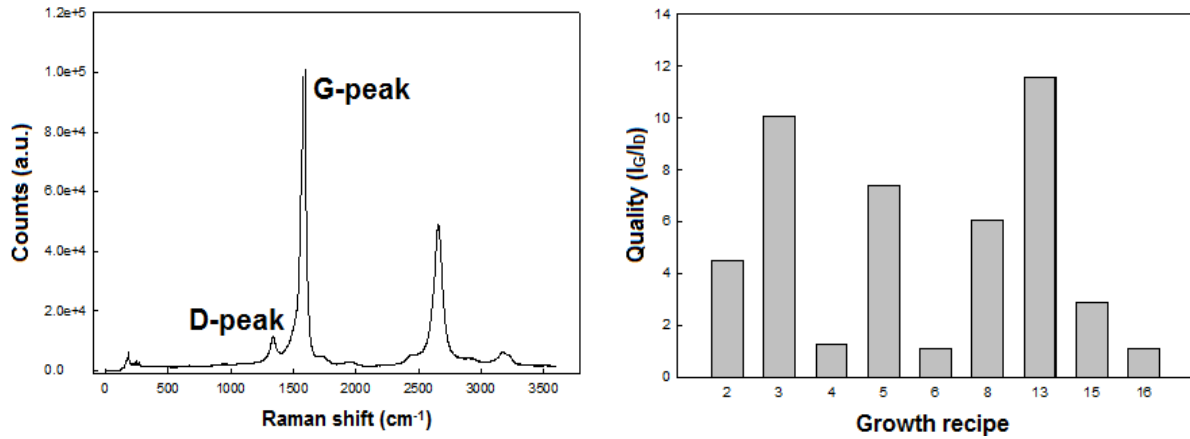 1.2e+5
1.0e+5
8.0e+4
6.0e+4
4.0e+4
2.0e+4
0.0
Counts (a.u.)
G-peak
D-peak
0 500 1000 1500 2000 2500 3000 3500
Raman shift (cm-1)
14
12
10
8
6
4
2
0
Quality (IG/ID)
2 3 4 5 6 8 13 15 16
Growth recipe